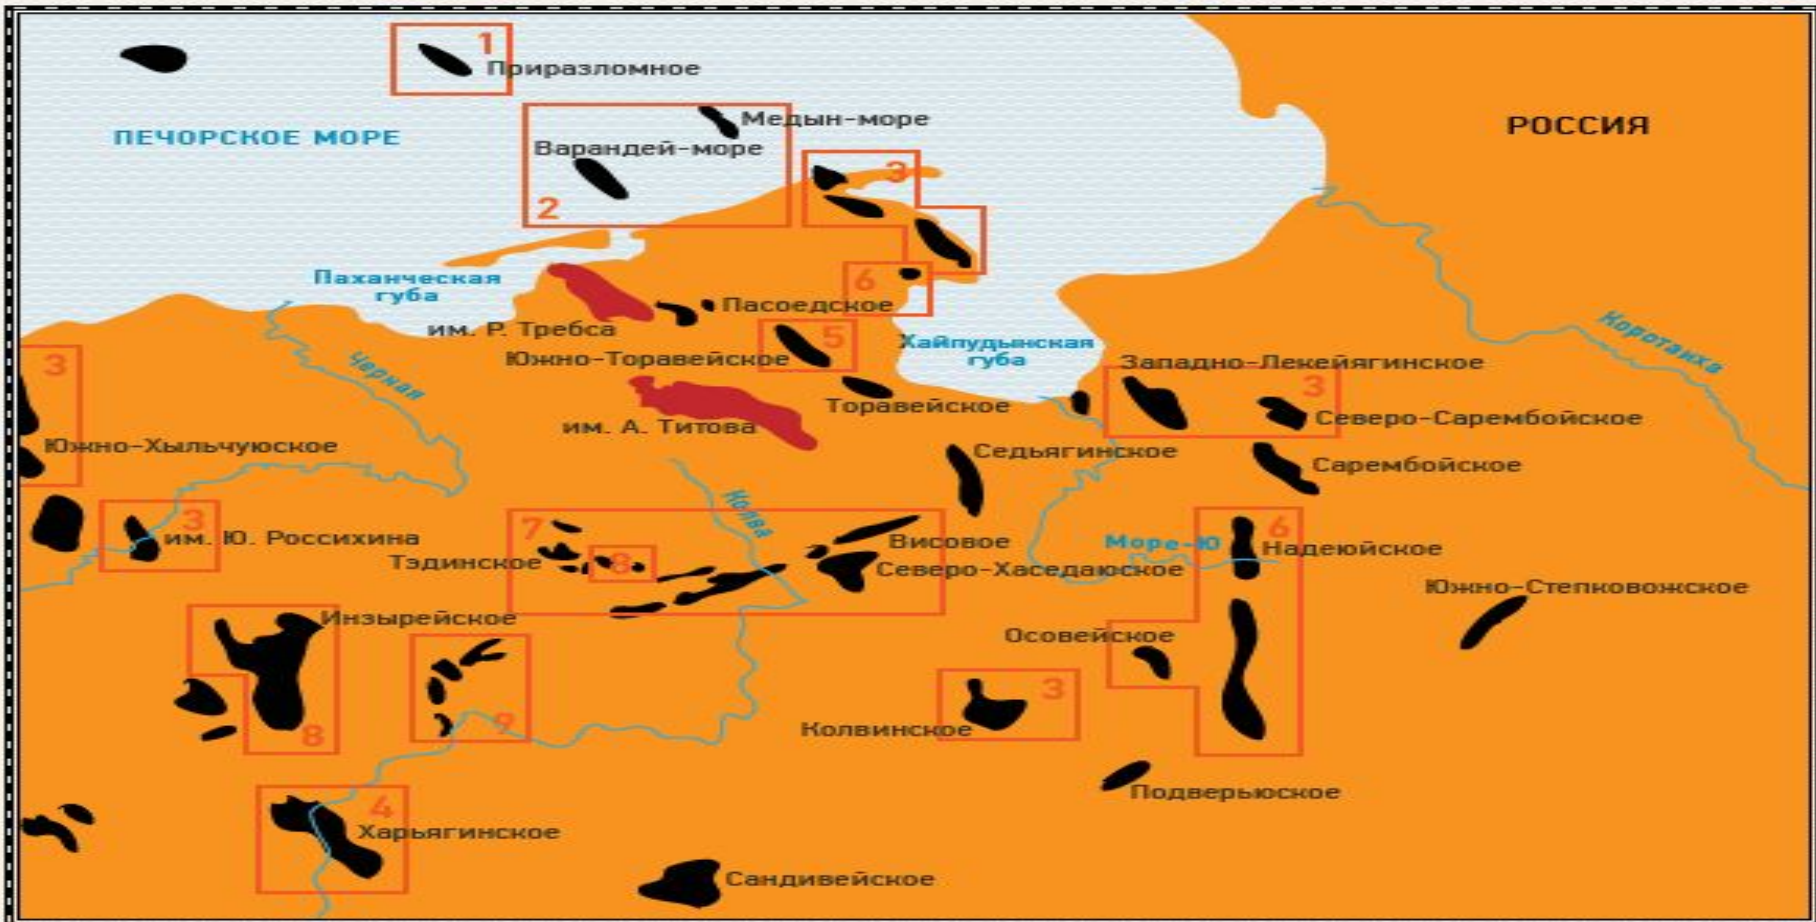 1
Приразломное
Медын-море
ПЕЧОРСКОЕ МОРЕ
РОССИЯ
Варандей-море
3
2
Паханческая
губа
6
Пасоедское
им. Р. Требса
5
Южно-Торавейское
Хайпудынская
губа
Коротаиха
Черная
3
Западно-Лекейягинское
3
Торавейское
Северо-Сарембойское
им. А. Титова
Южно-Хыльчуюское
Седьягинское
Сарембойское
Колва
3
им. Ю. Россихина
7
Висовое
Море-Ю
6
Надеюйское
Тэдинское
8
Северо-Хаседаюское
Южно-Степковожское
Инзырейское
Осовейское
3
9
8
Колвинское
Подверьюское
4
Харьягинское
Сандивейское